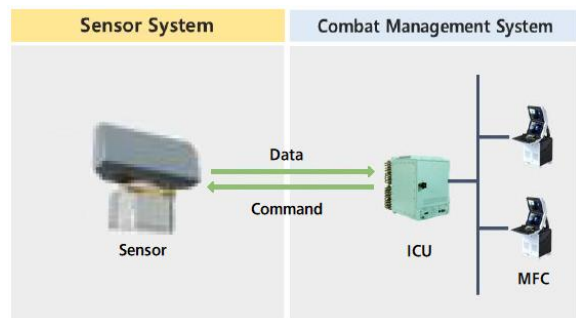 Sensor System
Combat Management System
Data
Command
Sensor
ICU
MFC